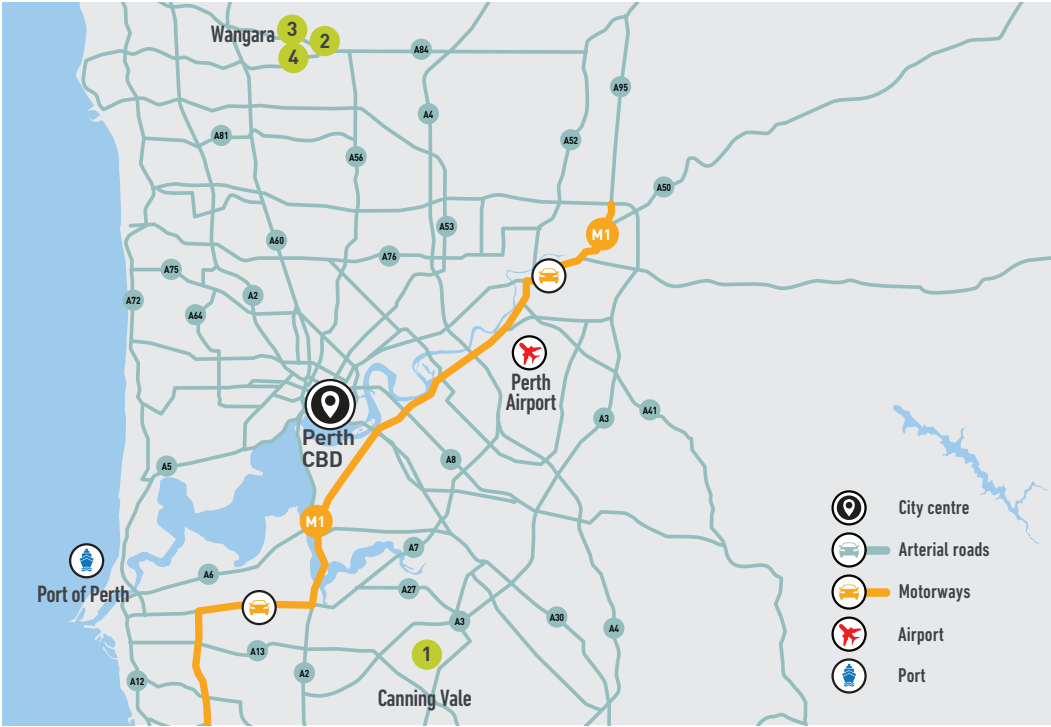 Wangara
3
2
4
A84
A95
A4
A81
A52
A56
A50
A53
M1
A60
A76
A75
A2
A72
A64
Perth
Airport
Perth
CBD
A3
A41
A8
A5
M1
A7
Port of Perth
A6
A27
A30
A3
A4
A13
1
A2
A12
Canning Vale
City centre
Arterial roads
Motorways
Airport
Port